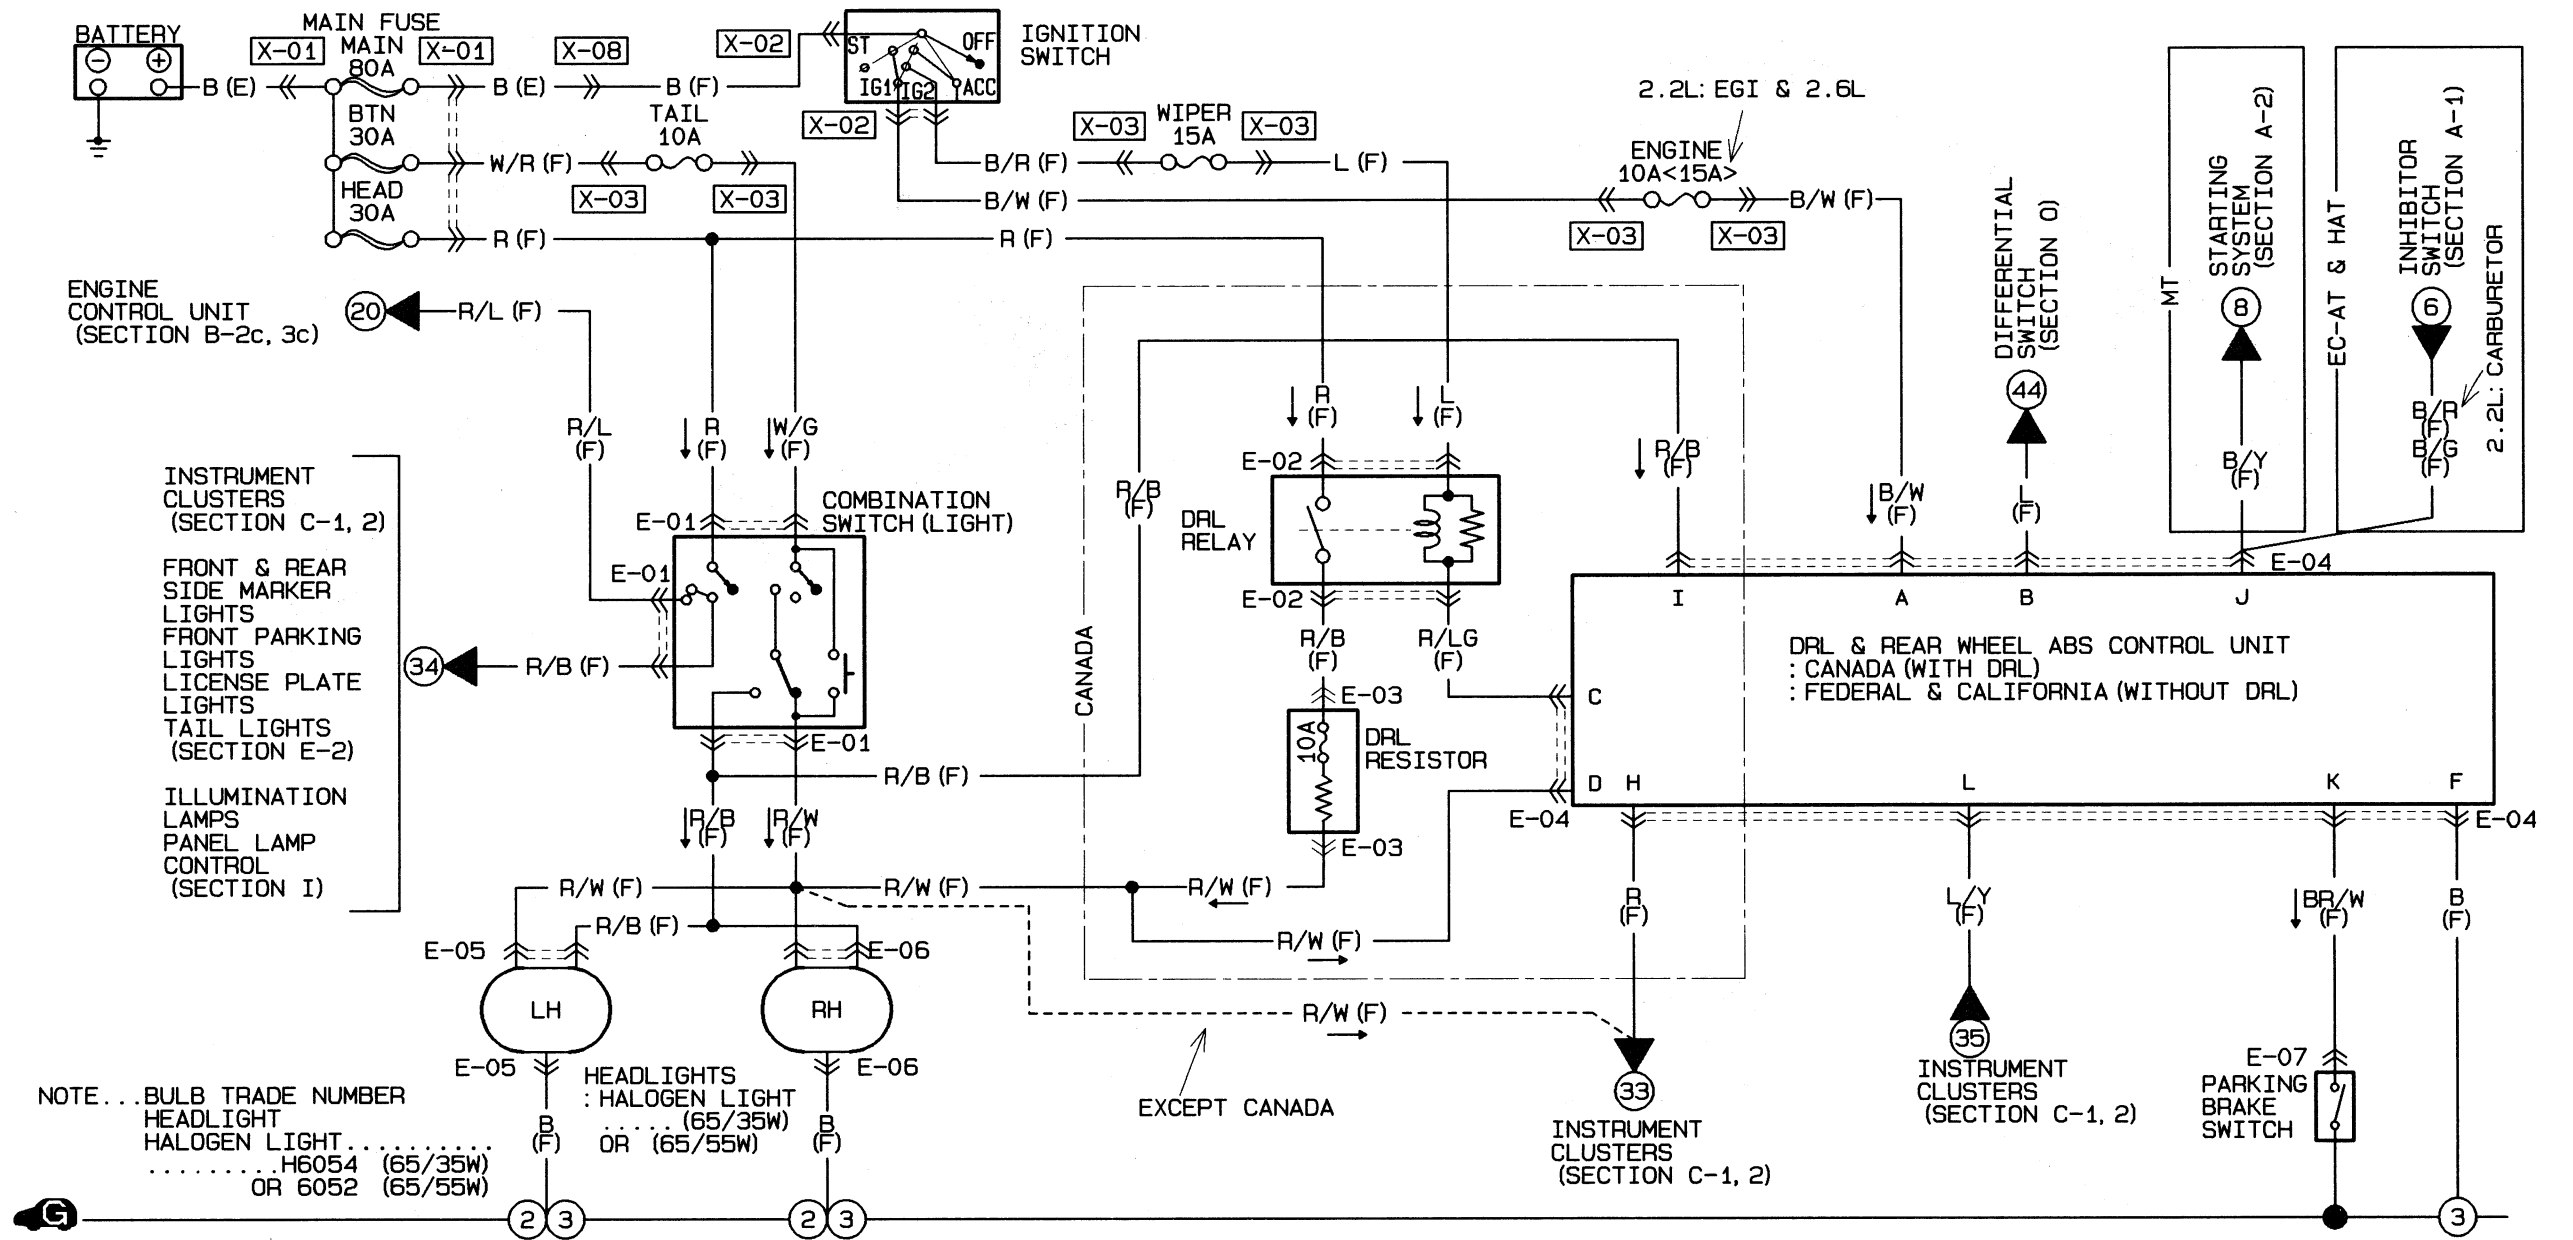 BATTERY
X-01
MAIN FUSE
MAIN
80A
X-01
X-08
X-02
ST
OFF
IG1
IG2
ACC
IGNITION
SWITCH
B (E)
B (E)
B (F)
X-02
BTN
30A
TAIL
10A
W/R (F)
X-03
X-03
B/R (F)
X-03
WIPER
15A
X-03
L (F)
B/W (F)
2.2L: EGI & 2.6L
ENGINE
10A<15A>
X-03
X-03
B/W (F)
HEAD
30A
R (F)
R (F)
ENGINE
CONTROL UNIT
(SECTION B-2c, 3c)
20
R/L (F)
R/L
(F)
R
(F)
W/G
(F)
INSTRUMENT
CLUSTERS
(SECTION C-1, 2)
FRONT & REAR
SIDE MARKER
LIGHTS
FRONT PARKING
LIGHTS
LICENSE PLATE
LIGHTS
TAIL LIGHTS
(SECTION E-2)
ILLUMINATION
LAMPS
PANEL LAMP
CONTROL
(SECTION I)
34
R/B (F)
E-01
COMBINATION
SWITCH (LIGHT)
E-01
E-01
R/B (F)
R/B
(F)
R/W
(F)
R/B
(F)
CANADA
R
(F)
L
(F)
E-02
DRL
RELAY
E-02
R/B
(F)
R/LG
(F)
E-03
10A
DRL
RESISTOR
E-03
R/B
(F)
B/W
(F)
DIFFERENTIAL
SWITCH
(SECTION O)
44
L
(F)
MT
STARTING
SYSTEM
(SECTION A-2)
8
B/Y
(F)
EC-AT & HAT
INHIBITOR
SWITCH
(SECTION A-1)
6
B/R
(F)
B/G
(F)
2.2L: CARBURETOR
E-04
I
A
B
J
DRL & REAR WHEEL ABS CONTROL UNIT
: CANADA (WITH DRL)
: FEDERAL & CALIFORNIA (WITHOUT DRL)
C
D
H
L
K
F
E-04
E-04
R/W (F)
R/W (F)
R/W (F)
R/B (F)
R/W (F)
R
(F)
L/Y
(F)
BR/W
(F)
B
(F)
E-05
E-06
LH
RH
E-05
E-06
R/W (F)
EXCEPT CANADA
33
INSTRUMENT
CLUSTERS
(SECTION C-1, 2)
35
INSTRUMENT
CLUSTERS
(SECTION C-1, 2)
E-07
PARKING
BRAKE
SWITCH
HEADLIGHTS
: HALOGEN LIGHT
..... (65/35W)
OR (65/55W)
B
(F)
B
(F)
NOTE...BULB TRADE NUMBER
HEADLIGHT
HALOGEN LIGHT..........
.........H6054 (65/35W)
OR 6052 (65/55W)
G
2
3
2
3
3